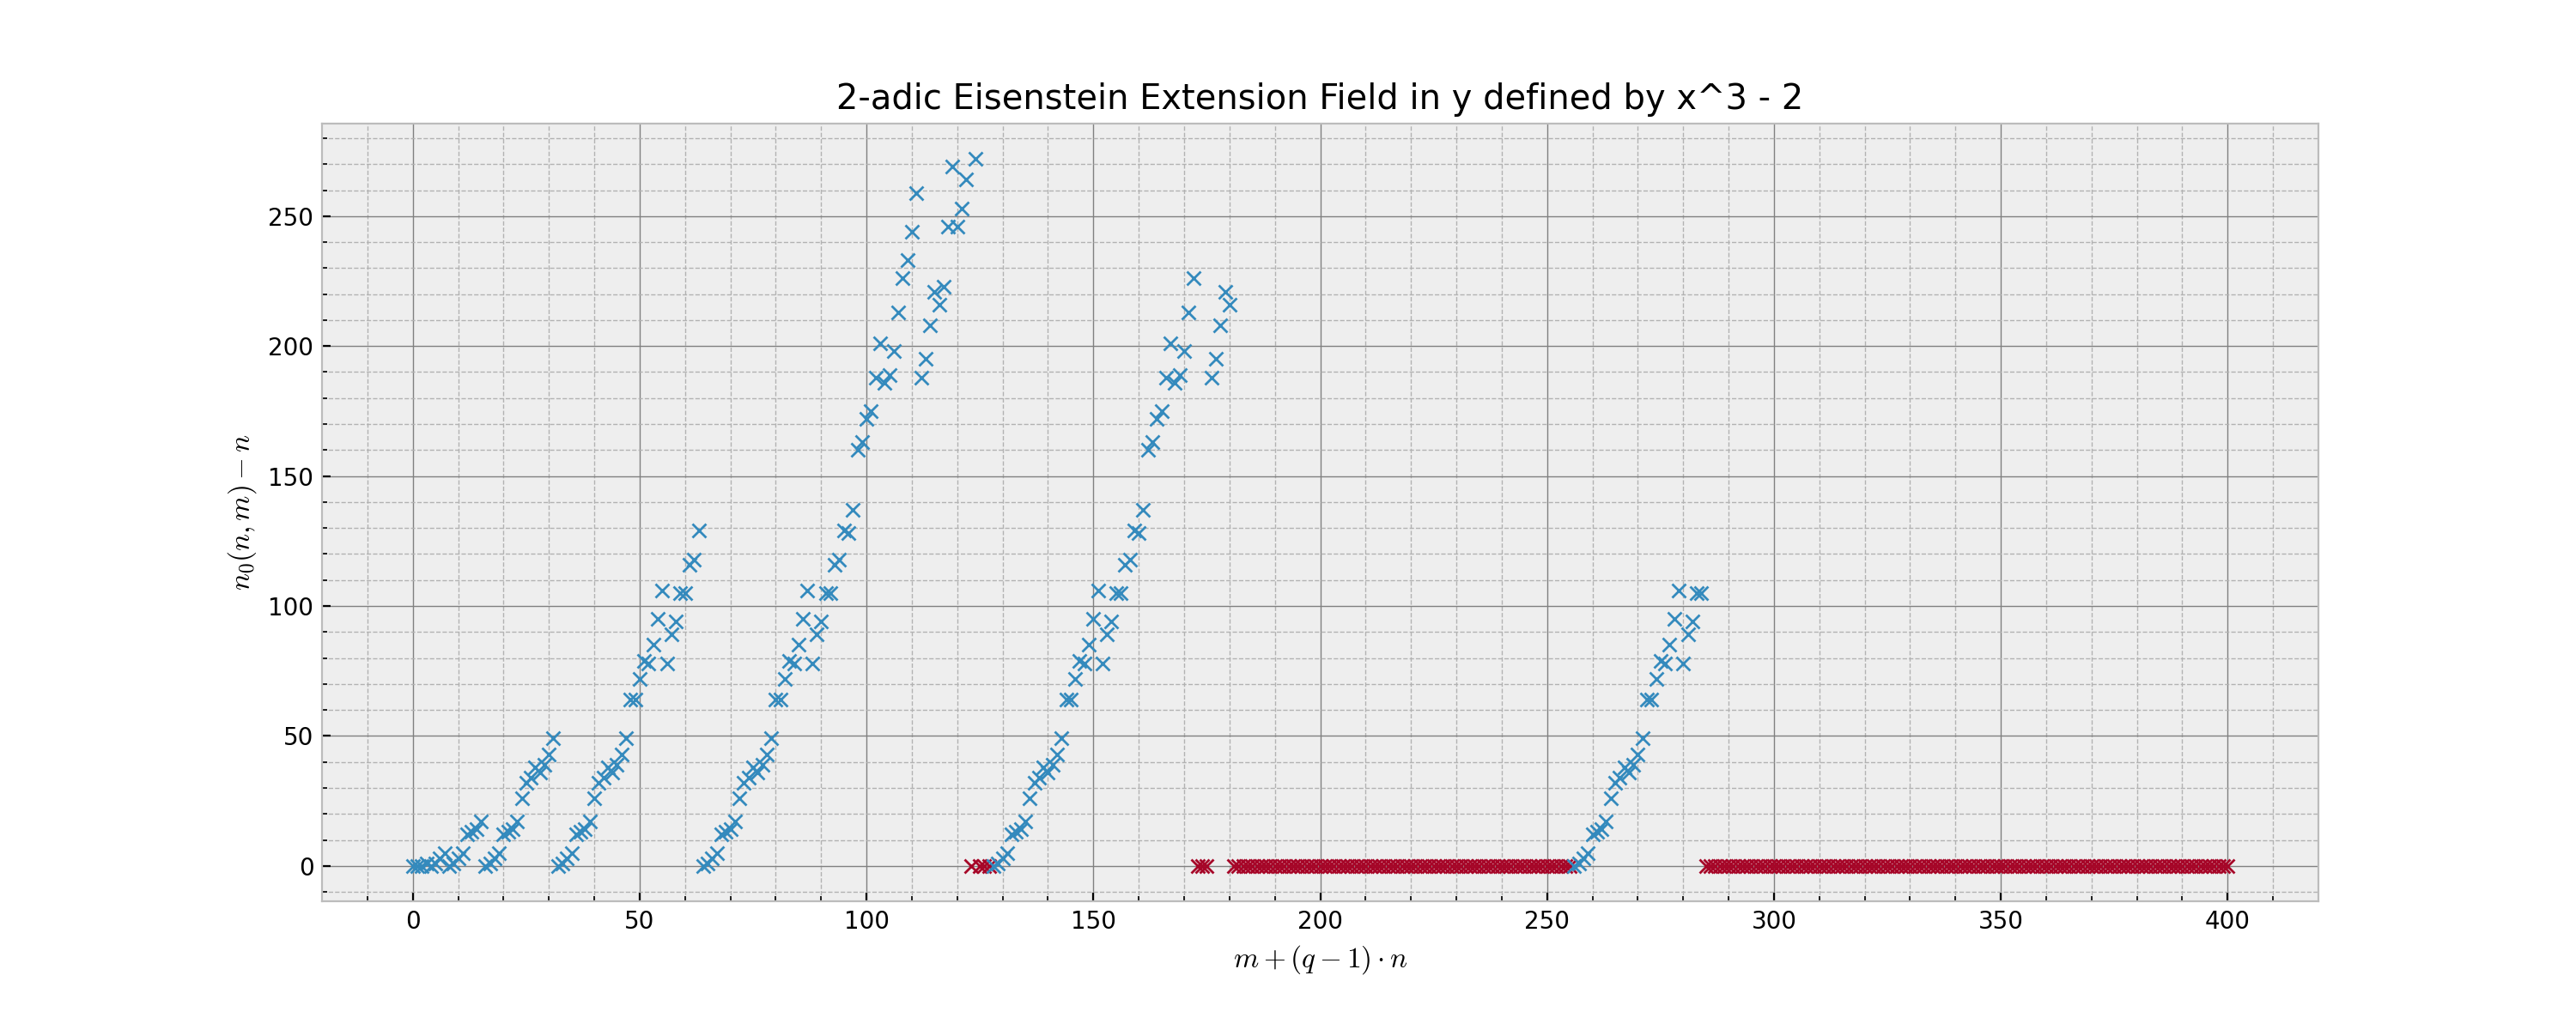 2-adic Eisenstein Extension Field in y defined by x^3 - 2
250
200
150
100
50
0
n₀(n, m) − n
0 50 100 150 200 250 300 350 400
m + (q − 1) · n